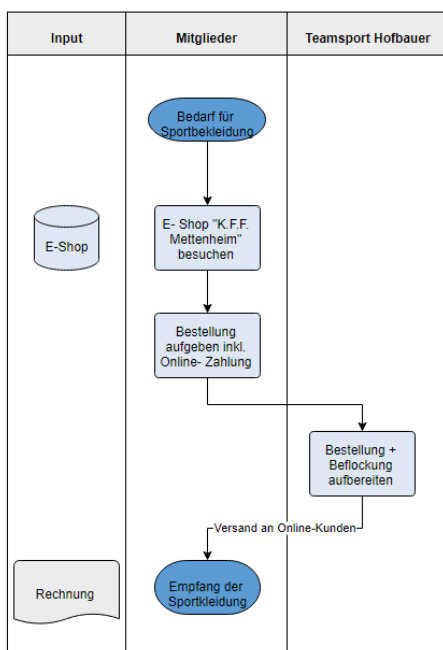 Input
Mitglieder
Teamsport Hofbauer
Bedarf für
Sportbekleidung
E-Shop
E- Shop "K.F.F.
Mettenheim"
besuchen
Bestellung
aufgeben inkl.
Online- Zahlung
Bestellung +
Beflockung
aufbereiten
Versand an Online-Kunden
Rechnung
Empfang der
Sportkleidung